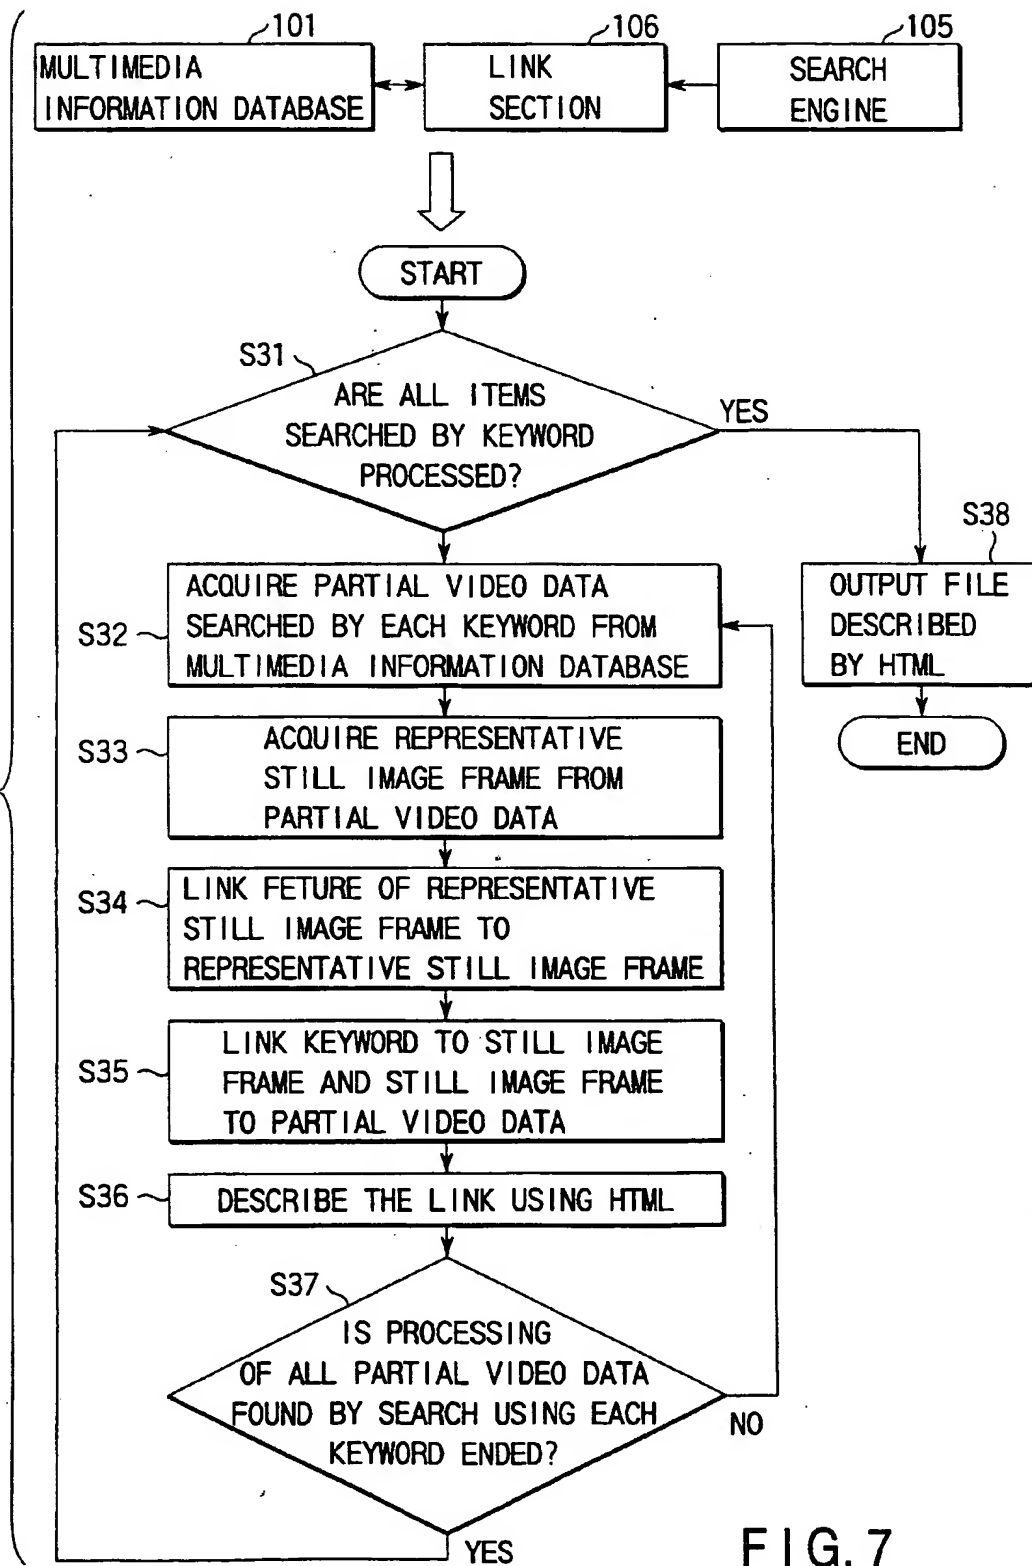 101
MULTIMEDIA
INFORMATION DATABASE
106
LINK
SECTION
105
SEARCH
ENGINE
START
S31
ARE ALL ITEMS
SEARCHED BY KEYWORD
PROCESSED?
YES
S38
OUTPUT FILE
DESCRIBED
BY HTML
END
S32
ACQUIRE PARTIAL VIDEO DATA
SEARCHED BY EACH KEYWORD FROM
MULTIMEDIA INFORMATION DATABASE
S33
ACQUIRE REPRESENTATIVE
STILL IMAGE FRAME FROM
PARTIAL VIDEO DATA
S34
LINK FETURE OF REPRESENTATIVE
STILL IMAGE FRAME TO
REPRESENTATIVE STILL IMAGE FRAME
S35
LINK KEYWORD TO STILL IMAGE
FRAME AND STILL IMAGE FRAME
TO PARTIAL VIDEO DATA
S36
DESCRIBE THE LINK USING HTML
S37
IS PROCESSING
OF ALL PARTIAL VIDEO DATA
FOUND BY SEARCH USING EACH
KEYWORD ENDED?
NO
YES
FIG. 7